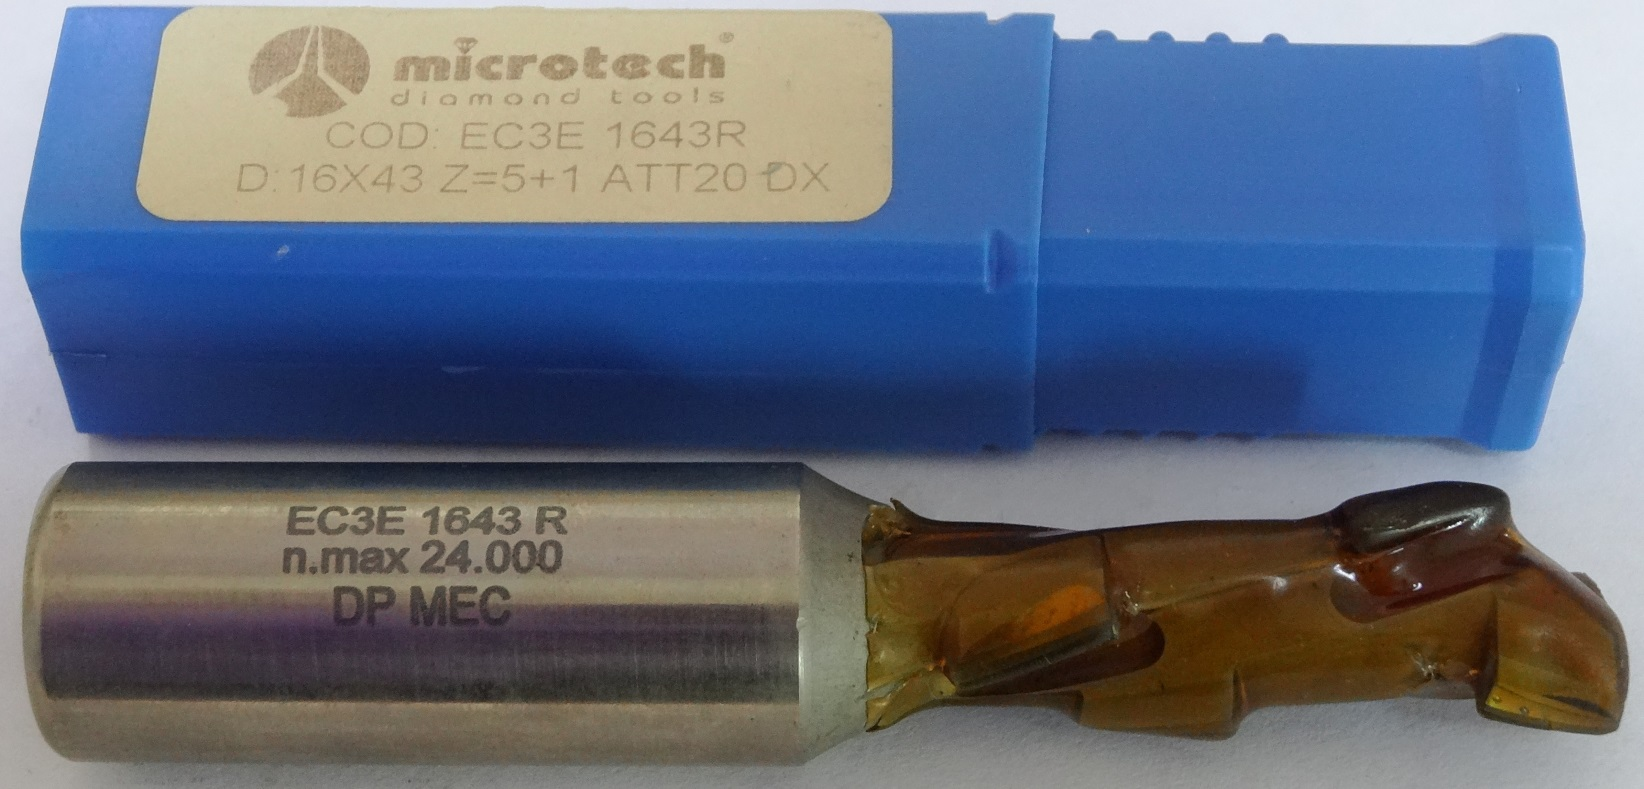 microtech®
diamond tools
COD: EC3E 1643R
D:16X43 Z=5+1 ATT20 DX
EC3E 1643 R
n.max 24.000
DP MEC